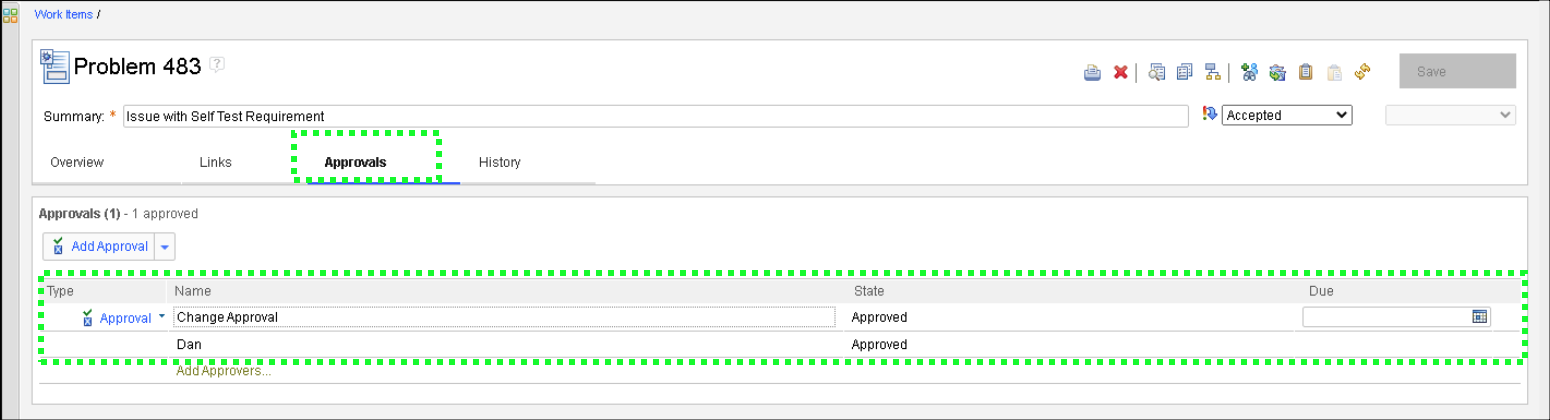 Work Items /
Problem 483 ?
Summary: * Issue with Self Test Requirement Accepted Save
Overview Links Approvals History
Approvals (1) - 1 approved
Add Approval
Type Name State Due
Approval Change Approval Approved
Dan Approved
Add Approvers...